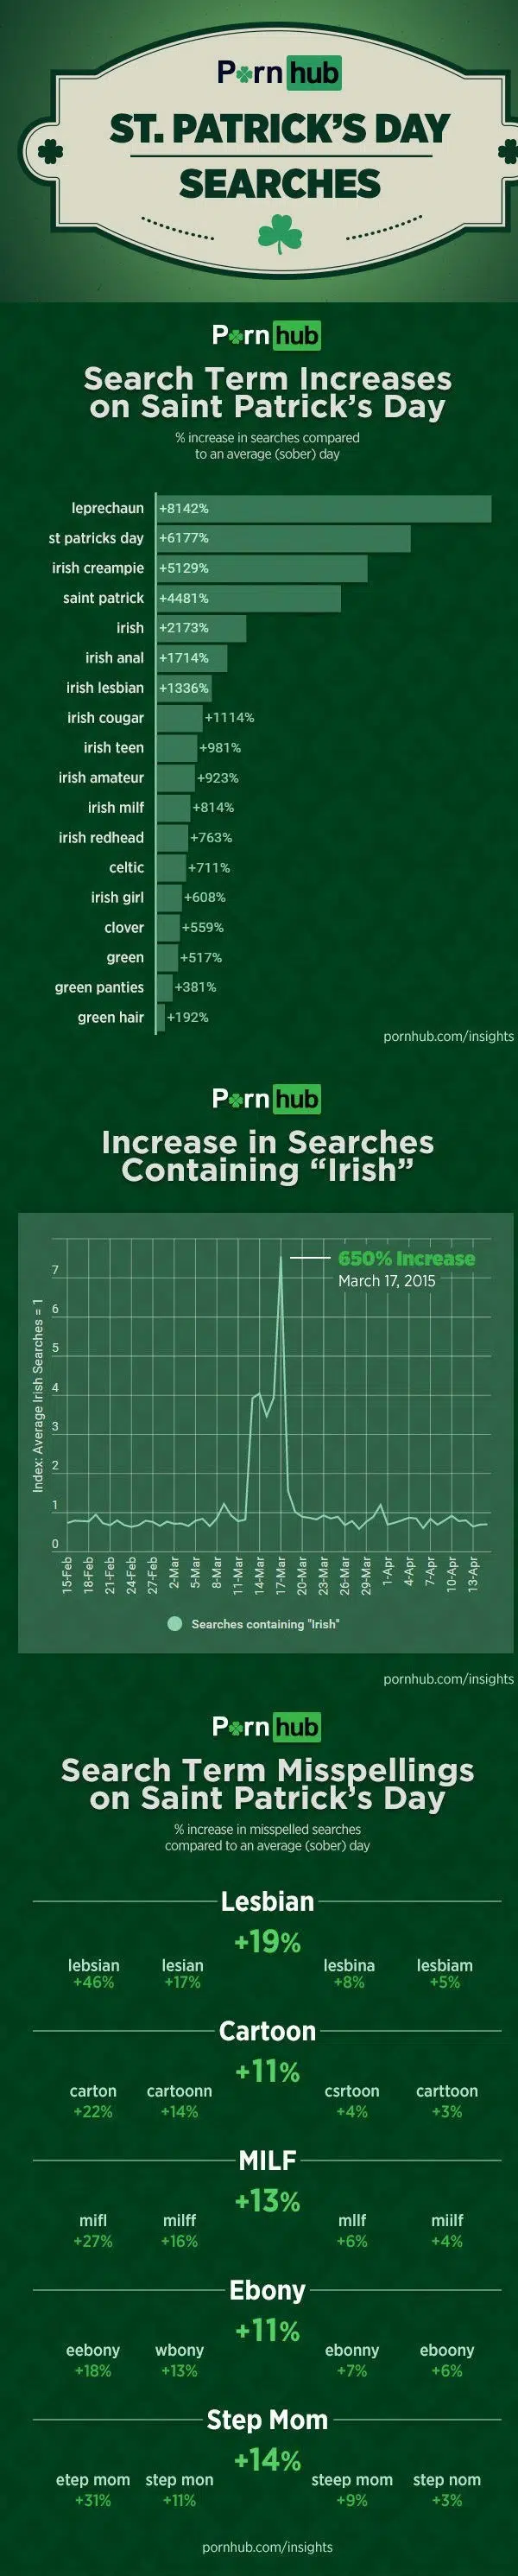 Pornhub
ST. PATRICK'S DAY
SEARCHES
Pornhub
Search Term Increases
on Saint Patrick's Day
% increase in searches compared
to an average (sober) day
leprechaun +8142%
st patricks day +6177%
irish creampie +5129%
saint patrick +4481%
irish +2173%
irish anal +1714%
irish lesbian +1336%
irish cougar +1114%
irish teen +981%
irish amateur +923%
irish milf +814%
irish redhead +763%
celtic +711%
irish girl +608%
clover +559%
green +517%
green panties +381%
green hair +192%
pornhub.com/insights
Pornhub
Increase in Searches
Containing “Irish”
650% Increase
March 17, 2015
Index: Average Irish Searches = 1
7
6
5
4
3
2
1
0
15-Feb
18-Feb
21-Feb
24-Feb
27-Feb
2-Mar
5-Mar
8-Mar
11-Mar
14-Mar
17-Mar
20-Mar
23-Mar
26-Mar
29-Mar
1-Apr
4-Apr
7-Apr
10-Apr
13-Apr
Searches containing "Irish"
pornhub.com/insights
Pornhub
Search Term Misspellings
on Saint Patrick's Day
% increase in misspelled searches
compared to an average (sober) day
Lesbian
+19%
lebsian lesian lesbina lesbiam
+46% +17% +8% +5%
Cartoon
+11%
carton cartoonn csrtoon carttoon
+22% +14% +4% +3%
MILF
+13%
mifl milff mllf miilf
+27% +16% +6% +4%
Ebony
+11%
eebony wbony ebonny eboony
+18% +13% +7% +6%
Step Mom
+14%
etep mom step mon steep mom step nom
+31% +11% +9% +3%
pornhub.com/insights